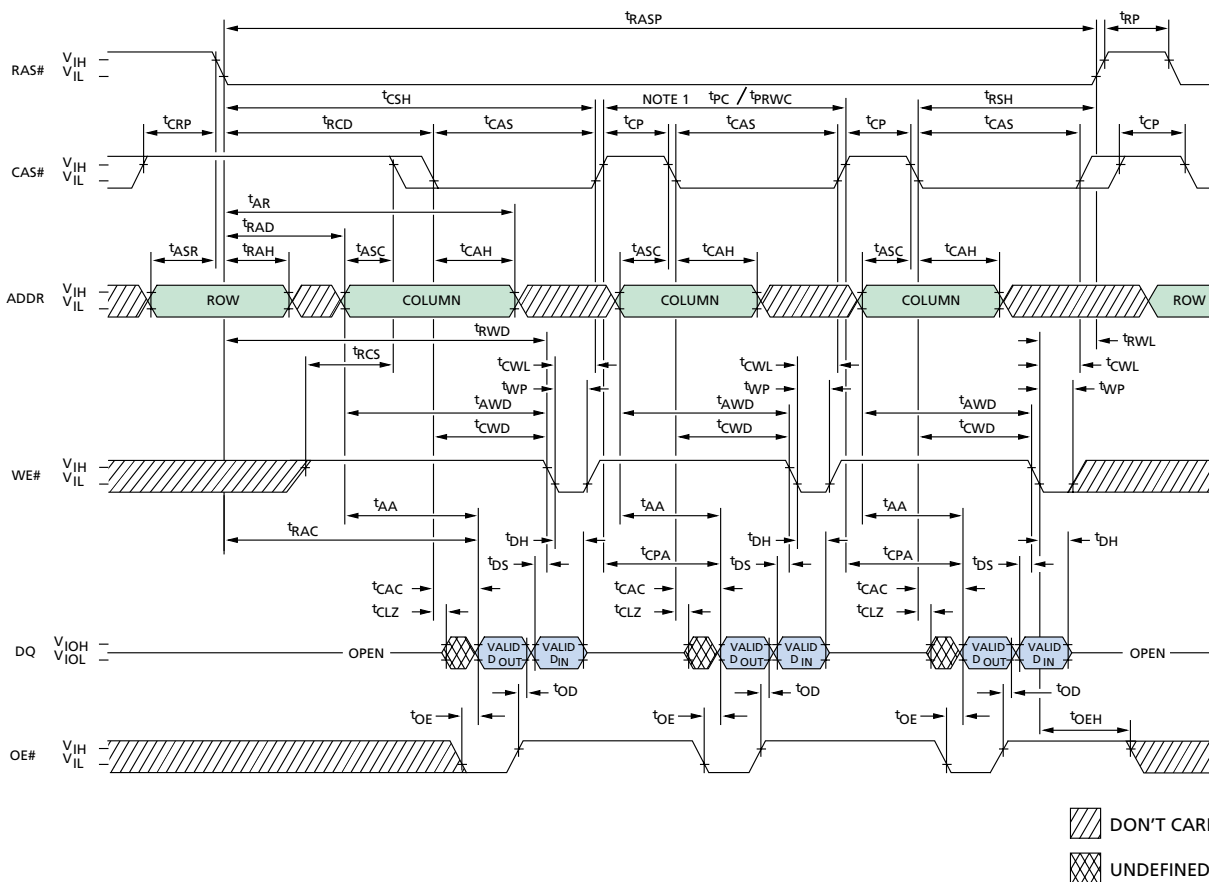 tRASP tRP
RAS# VIH VIL
tCSH NOTE 1 tPC / tPRWC tRSH
tCRP tRCD tCAS tCP tCAS tCP tCAS tCP
CAS# VIH VIL
tAR
tRAD
tASR tRAH tASC tCAH tASC tCAH tASC tCAH
ADDR VIH VIL ROW COLUMN COLUMN COLUMN ROW
tRWD tRWL
tRCS tCWL tCWL tCWL
tWP tWP tWP
tAWD tAWD tAWD
tCWD tCWD tCWD
WE# VIH VIL
tAA tAA tAA
tRAC tDH tDH tDH
tDS tCPA tDS tCPA tDS
tCAC tCAC tCAC
tCLZ tCLZ tCLZ
DQ VIOH VIOL OPEN VALID DOUT VALID DIN VALID DOUT VALID DIN VALID DOUT VALID DIN OPEN
tOD tOD tOD
tOE tOE tOE tOEH
OE# VIH VIL
DON'T CAR
UNDEFINED